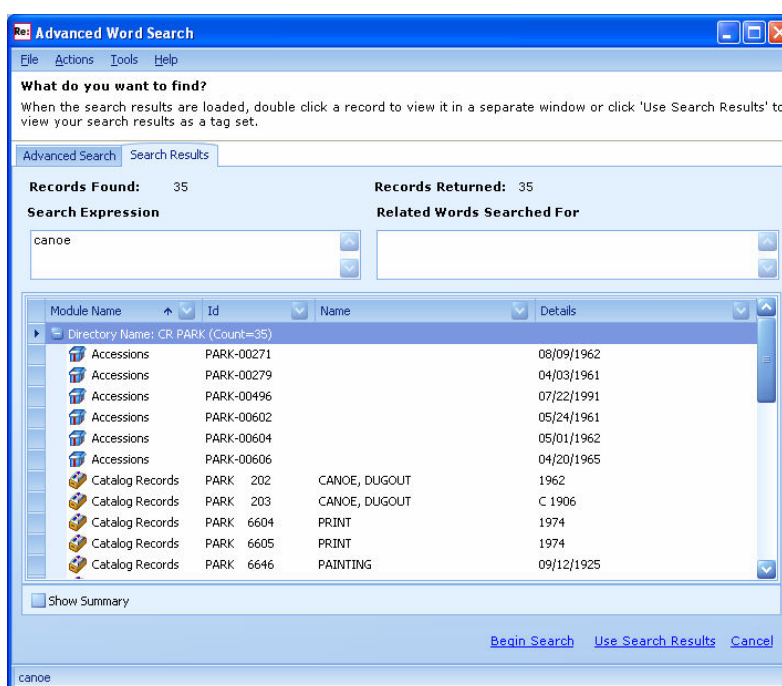 Re: Advanced Word Search
File Actions Tools Help
What do you want to find?
When the search results are loaded, double click a record to view it in a separate window or click 'Use Search Results' to
view your search results as a tag set.
Advanced Search Search Results
Records Found: 35 Records Returned: 35
Search Expression Related Words Searched For
canoe
Module Name Id Name Details
Directory Name: CR PARK (Count=35)
Accessions PARK-00271 08/09/1962
Accessions PARK-00279 04/03/1961
Accessions PARK-00496 07/22/1991
Accessions PARK-00602 05/24/1961
Accessions PARK-00604 05/01/1962
Accessions PARK-00606 04/20/1965
Catalog Records PARK 202 CANOE, DUGOUT 1962
Catalog Records PARK 203 CANOE, DUGOUT C 1906
Catalog Records PARK 6604 PRINT 1974
Catalog Records PARK 6605 PRINT 1974
Catalog Records PARK 6646 PAINTING 09/12/1925
Show Summary
Begin Search Use Search Results Cancel
canoe